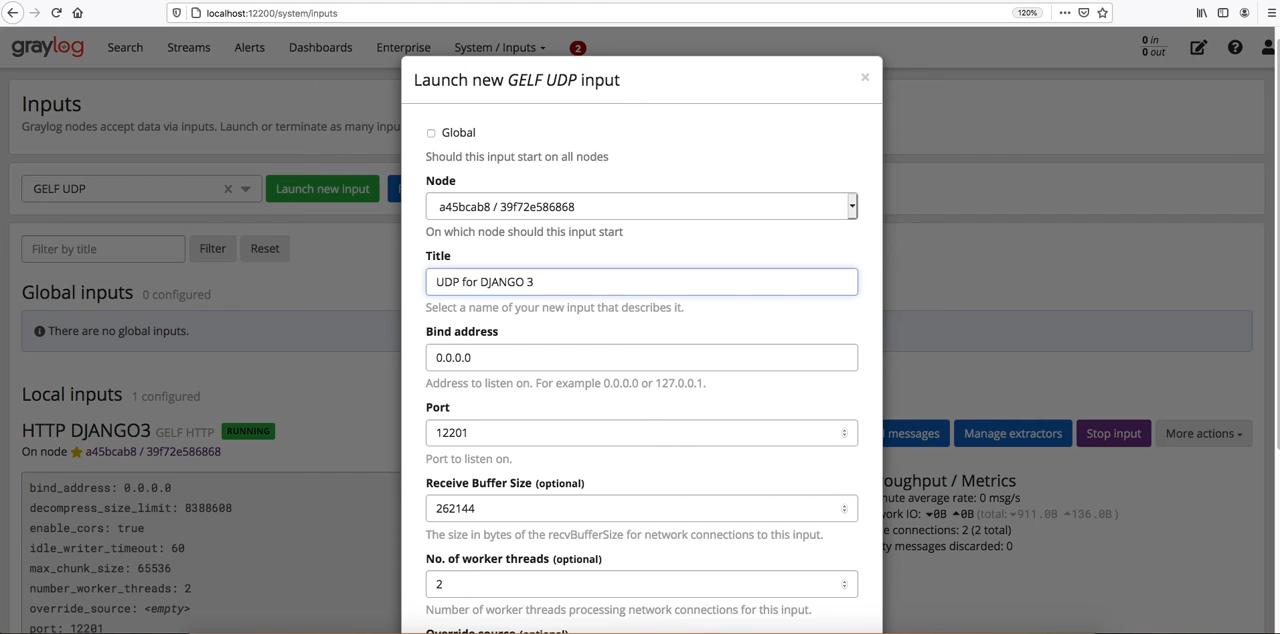 localhost:12200/system/inputs
120%
graylog
Search
Streams
Alerts
Dashboards
Enterprise
System / Inputs
2
0 in
0 out
Inputs
Graylog nodes accept data via inputs. Launch or terminate as many inpu
GELF UDP
Launch new input
Filter by title
Filter
Reset
Global inputs 0 configured
There are no global inputs.
Local inputs 1 configured
HTTP DJANGO3 GELF HTTP RUNNING
On node a45bcab8 / 39f72e586868
bind_address: 0.0.0.0
decompress_size_limit: 8388608
enable_cors: true
idle_writer_timeout: 60
max_chunk_size: 65536
number_worker_threads: 2
override_source: <empty>
port: 12201
Launch new GELF UDP input
×
Global
Should this input start on all nodes
Node
a45bcab8 / 39f72e586868
On which node should this input start
Title
UDP for DJANGO 3
Select a name of your new input that describes it.
Bind address
0.0.0.0
Address to listen on. For example 0.0.0.0 or 127.0.0.1.
Port
12201
Port to listen on.
Receive Buffer Size (optional)
262144
The size in bytes of the recvBufferSize for network connections to this input.
No. of worker threads (optional)
2
Number of worker threads processing network connections for this input.
Override source (optional)
messages
Manage extractors
Stop input
More actions
oughput / Metrics
nute average rate: 0 msg/s
ork IO: 0B 0B (total: 911.0B 136.0B )
e connections: 2 (2 total)
ty messages discarded: 0